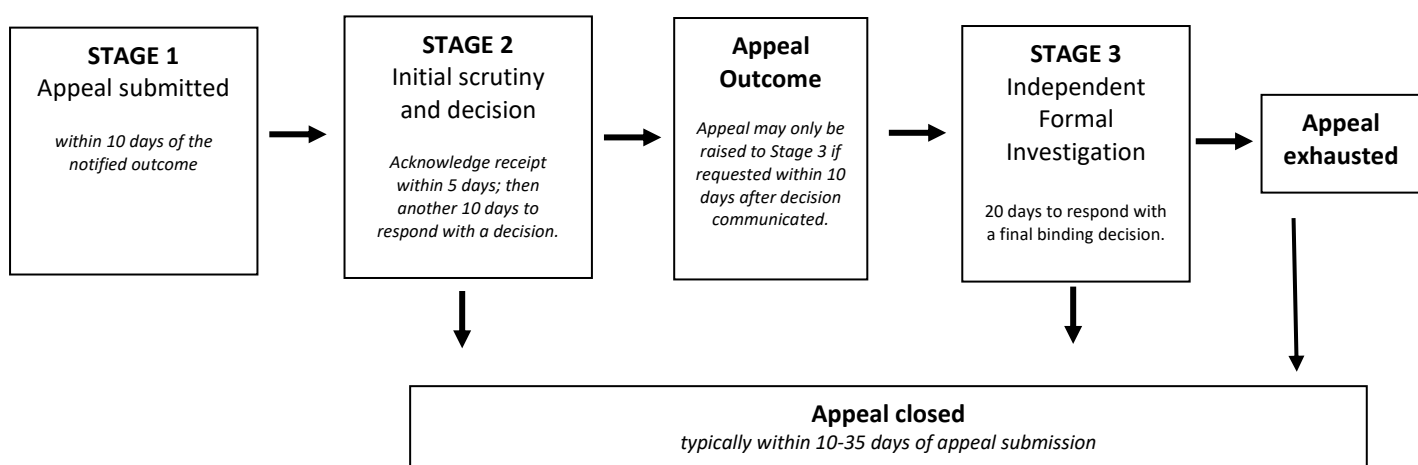 STAGE 1
Appeal submitted
within 10 days of the
notified outcome
STAGE 2
Initial scrutiny
and decision
Acknowledge receipt
within 5 days; then
another 10 days to
respond with a decision.
Appeal
Outcome
Appeal may only be
raised to Stage 3 if
requested within 10
days after decision
communicated.
STAGE 3
Independent
Formal
Investigation
20 days to respond with
a final binding decision.
Appeal
exhausted
Appeal closed
typically within 10-35 days of appeal submission